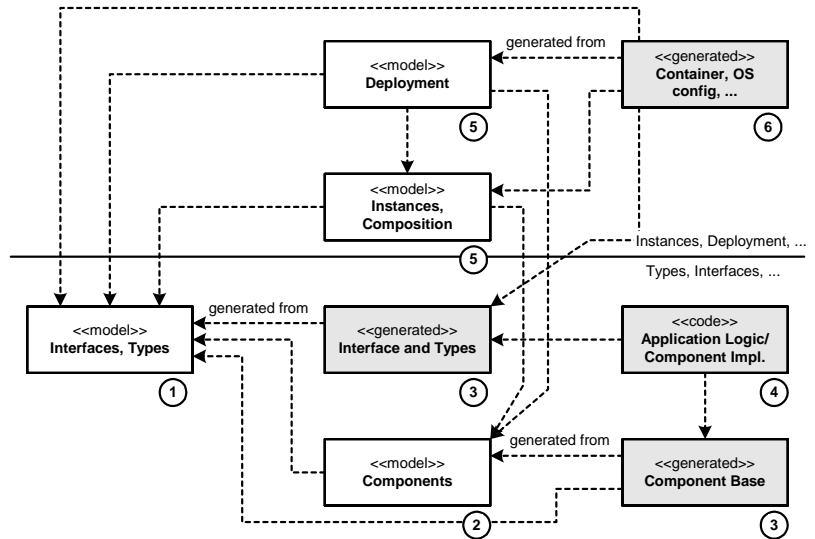 generated from
<<model>>
Deployment
5
<<generated>>
Container, OS
config, ...
6
<<model>>
Instances,
Composition
5
Instances, Deployment, ...
Types, Interfaces, ...
<<model>>
Interfaces, Types
1
generated from
<<generated>>
Interface and Types
3
<<code>>
Application Logic/
Component Impl.
4
<<model>>
Components
2
generated from
<<generated>>
Component Base
3